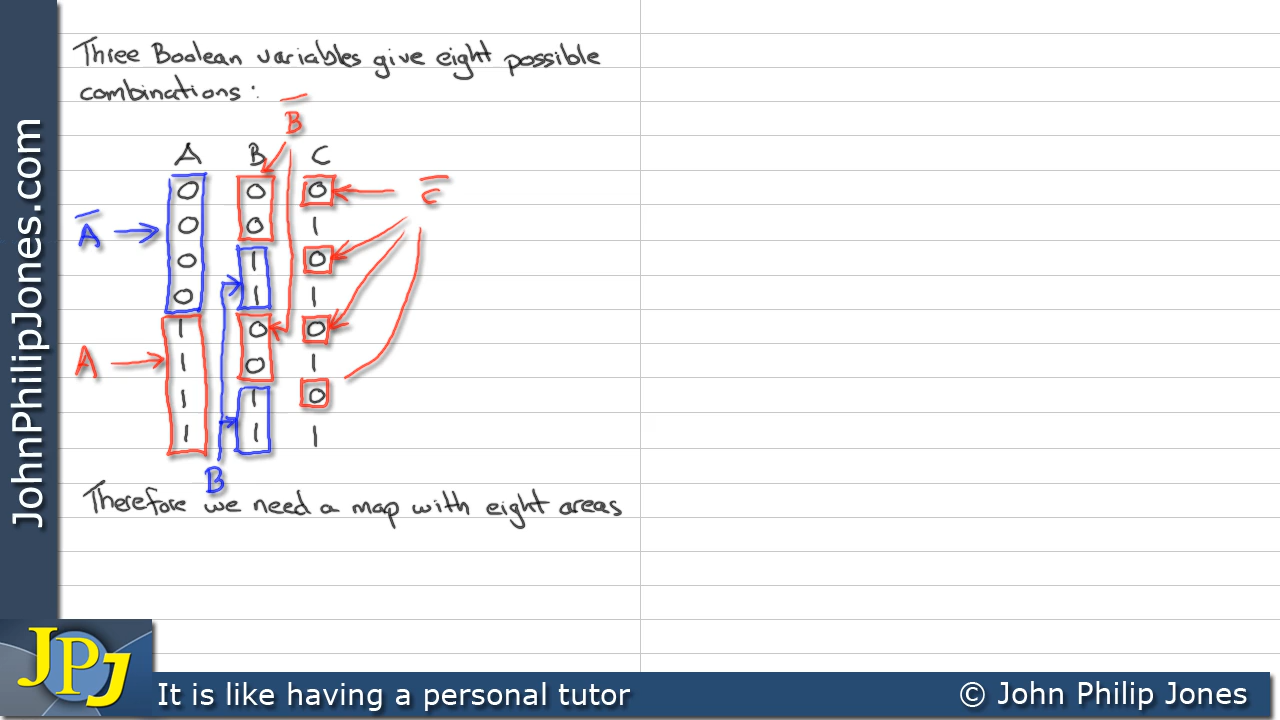 Three Boolean variables give eight possible
combinations:
B
A B C
0 0 0
C
0 0 1
A
0 1 0
0 1 1
1 0 0
A
1 0 1
1 1 0
1 1 1
B
Therefore we need a map with eight areas
JohnPhilipJones.com
JPJ
It is like having a personal tutor
© John Philip Jones